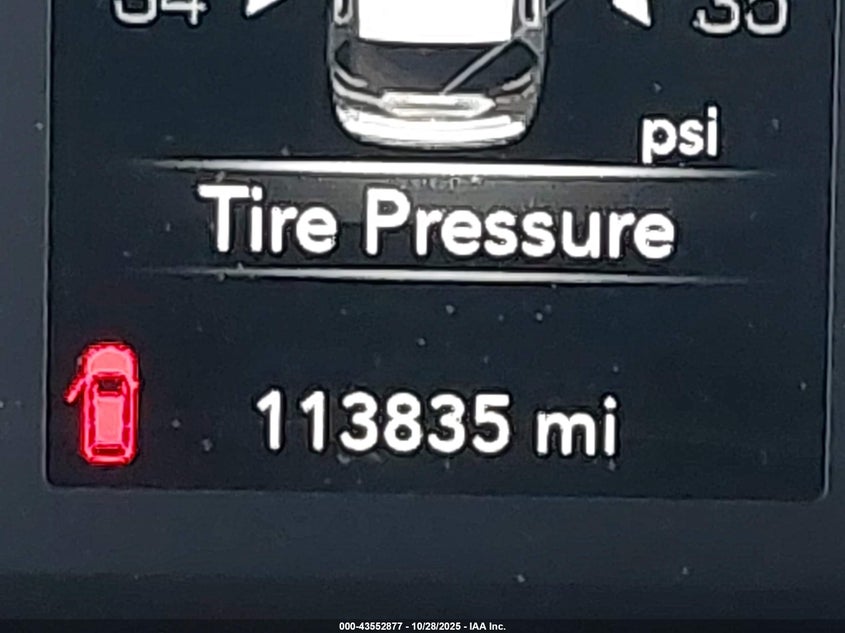 psi
Tire Pressure
113835 mi
000-43552877 - 10/28/2025 - IAA Inc.